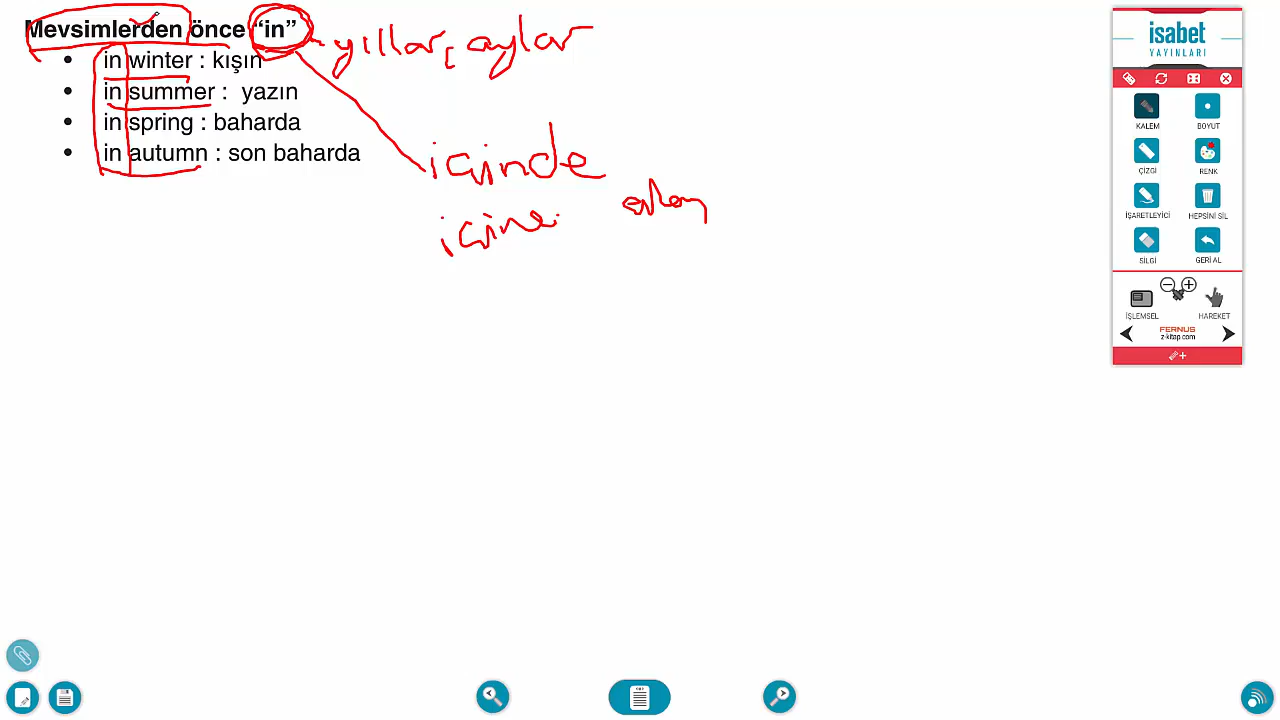 Mevsimlerden önce “in”
yıllar, aylar
• in winter : kışın
• in summer : yazın
• in spring : baharda
• in autumn : son baharda
içinde
içine
isabet
YAYINLARI
KALEM
BOYUT
ÇİZGİ
RENK
İŞARETLEYİCİ
HEPSİNİ SİL
SİLGİ
GERİ AL
İŞLEMSEL
HAREKET
FERNUS
z-kitap.com